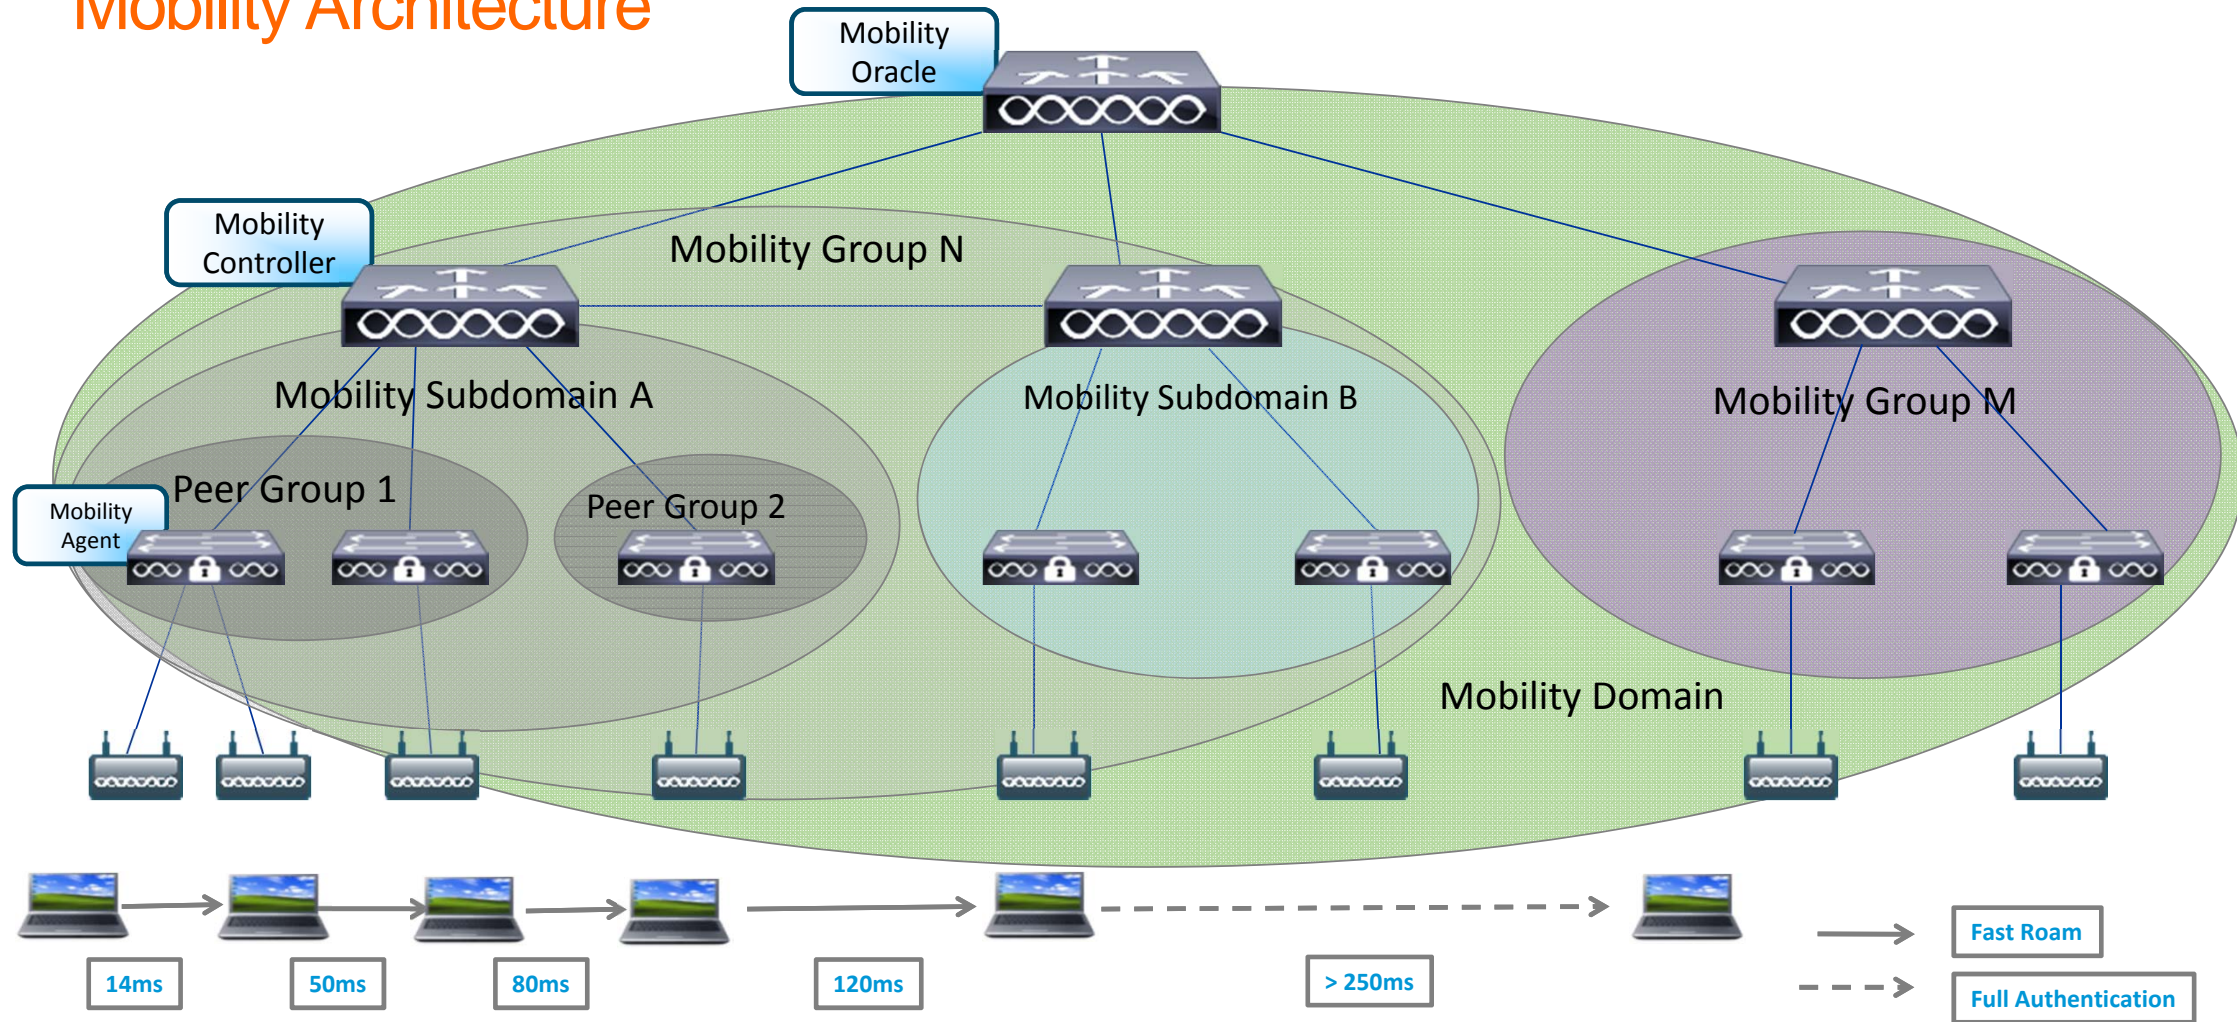 Mobility Architecture
Mobility
Oracle
Mobility
Controller
Mobility Group N
Mobility Subdomain A
Mobility Subdomain B
Mobility Group M
Peer Group 1
Peer Group 2
Mobility
Agent
Mobility Domain
14ms
50ms
80ms
120ms
> 250ms
Fast Roam
Full Authentication